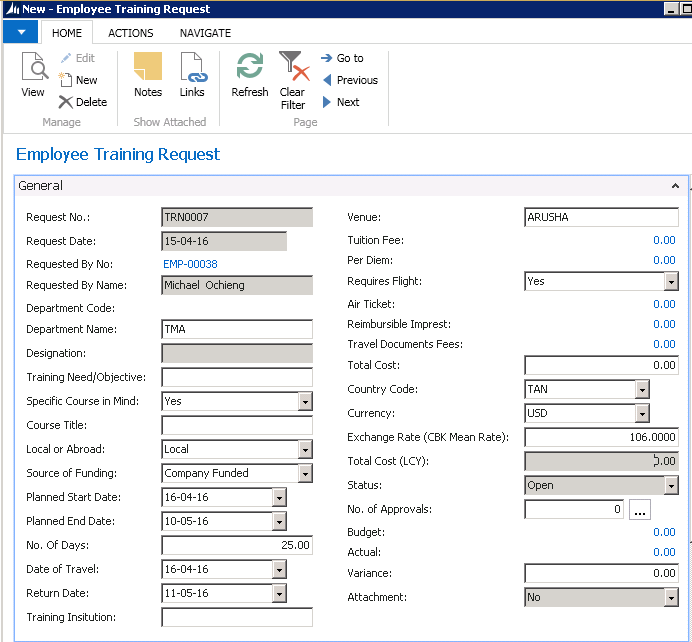 New - Employee Training Request
HOME ACTIONS NAVIGATE
View
Edit
New
Delete
Manage
Notes
Links
Show Attached
Refresh
Clear
Filter
Go to
Previous
Next
Page
Employee Training Request
General
Request No.: TRN0007
Request Date: 15-04-16
Requested By No: EMP-00038
Requested By Name: Michael Ochieng
Department Code:
Department Name: TMA
Designation:
Training Need/Objective:
Specific Course in Mind: Yes
Course Title:
Local or Abroad: Local
Source of Funding: Company Funded
Planned Start Date: 16-04-16
Planned End Date: 10-05-16
No. Of Days: 25.00
Date of Travel: 16-04-16
Return Date: 11-05-16
Training Insitution:
Venue: ARUSHA
Tuition Fee: 0.00
Per Diem: 0.00
Requires Flight: Yes
Air Ticket: 0.00
Reimbursible Imprest: 0.00
Travel Documents Fees: 0.00
Total Cost: 0.00
Country Code: TAN
Currency: USD
Exchange Rate (CBK Mean Rate): 106.0000
Total Cost (LCY): 0.00
Status: Open
No. of Approvals: 0 ...
Budget: 0.00
Actual: 0.00
Variance: 0.00
Attachment: No